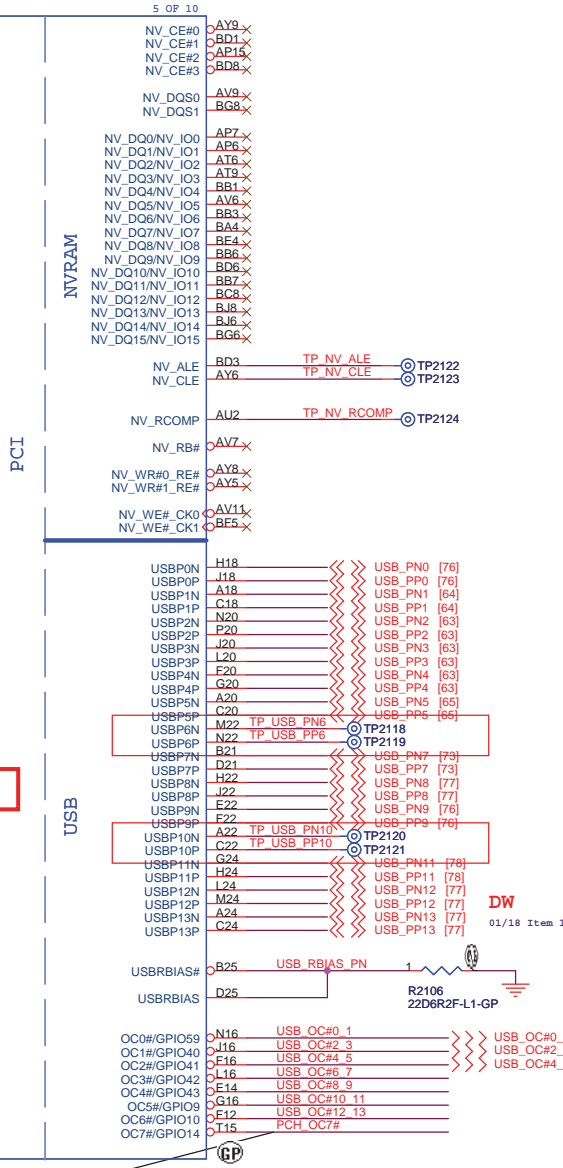 5 OF 10
NV_CE#0 AY9
NV_CE#1 BD1
NV_CE#2 AP15
NV_CE#3 BD8
NV_DQS0 AV9
NV_DQS1 BG8
NV_DQ0/NV_IO0 AP7
NV_DQ1/NV_IO1 AP6
NV_DQ2/NV_IO2 AT6
NV_DQ3/NV_IO3 AT9
NV_DQ4/NV_IO4 BB1
NV_DQ5/NV_IO5 AV6
NV_DQ6/NV_IO6 BB3
NV_DQ7/NV_IO7 BA4
NV_DQ8/NV_IO8 BE4
NV_DQ9/NV_IO9 BB6
NV_DQ10/NV_IO10 BD6
NV_DQ11/NV_IO11 BB7
NV_DQ12/NV_IO12 BC8
NV_DQ13/NV_IO13 BJ8
NV_DQ14/NV_IO14 BJ6
NV_DQ15/NV_IO15 BG6
NVRAM
NV_ALE BD3 TP_NV_ALE TP2122
NV_CLE AY6 TP_NV_CLE TP2123
NV_RCOMP AU2 TP_NV_RCOMP TP2124
PCI
NV_RB# AV7
NV_WR#0_RE# AY8
NV_WR#1_RE# AY5
NV_WE#_CK0 AV11
NV_WE#_CK1 BF5
USBP0N H18 USB_PN0 [76]
USBP0P J18 USB_PP0 [76]
USBP1N A18 USB_PN1 [64]
USBP1P C18 USB_PP1 [64]
USBP2N N20 USB_PN2 [63]
USBP2P P20 USB_PP2 [63]
USBP3N J20 USB_PN3 [63]
USBP3P L20 USB_PP3 [63]
USBP4N F20 USB_PN4 [63]
USBP4P G20 USB_PP4 [63]
USBP5N A20 USB_PN5 [65]
USBP5P C20 USB_PP5 [65]
USBP6N M22 TP_USB_PN6 TP2118
USBP6P N22 TP_USB_PP6 TP2119
USBP7N B21 USB_PN7 [73]
USBP7P D21 USB_PP7 [73]
USBP8N H22 USB_PN8 [77]
USBP8P J22 USB_PP8 [77]
USBP9N E22 USB_PN9 [76]
USBP9P F22 USB_PP9 [76]
USB
USBP10N A22 TP_USB_PN10 TP2120
USBP10P C22 TP_USB_PP10 TP2121
USBP11N G24 USB_PN11 [78]
USBP11P H24 USB_PP11 [78]
USBP12N L24 USB_PN12 [77]
USBP12P M24 USB_PP12 [77]
USBP13N A24 USB_PN13 [77]
USBP13P C24 USB_PP13 [77]
DW
01/18 Item 1
USBRBIAS# B25 USB_RBIAS_PN 1
USBRBIAS D25
R2106
22D6R2F-L1-GP
OC0#/GPIO59 N16 USB_OC#0_1 USB_OC#0_
OC1#/GPIO40 J16 USB_OC#2_3 USB_OC#2_
OC2#/GPIO41 F16 USB_OC#4_5 USB_OC#4_
OC3#/GPIO42 L16 USB_OC#6_7
OC4#/GPIO43 E14 USB_OC#8_9
OC5#/GPIO9 G16 USB_OC#10_11
OC6#/GPIO10 F12 USB_OC#12_13
OC7#/GPIO14 T15 PCH_OC7#
GP